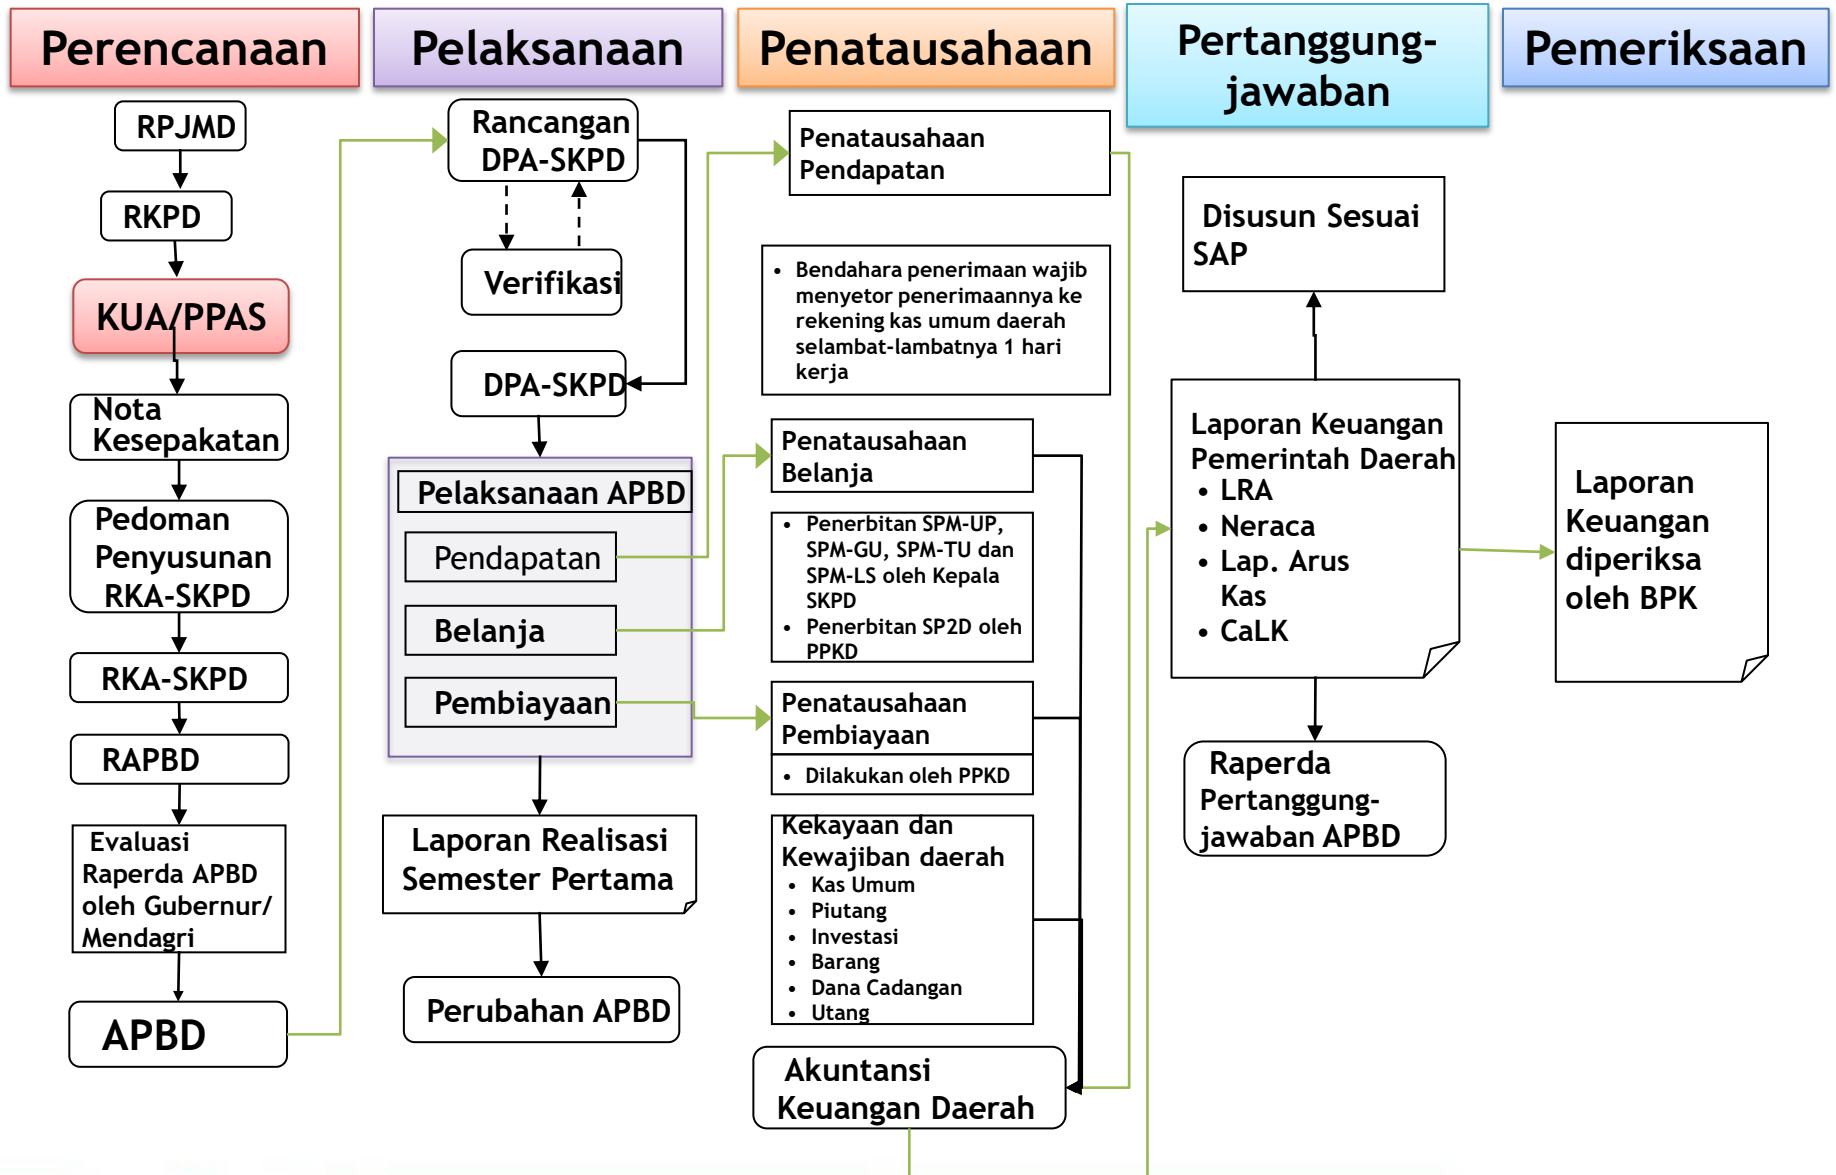 Perencanaan
RPJMD
RKPD
KUA/PPAS
Nota
Kesepakatan
Pedoman
Penyusunan
RKA-SKPD
RKA-SKPD
RAPBD
Evaluasi
Raperda APBD
oleh Gubernur/
Mendagri
APBD
Pelaksanaan
Rancangan
DPA-SKPD
Verifikasi
DPA-SKPD
Pelaksanaan APBD
Pendapatan
Belanja
Pembiayaan
Laporan Realisasi
Semester Pertama
Perubahan APBD
Penatausahaan
Penatausahaan
Pendapatan
• Bendahara penerimaan wajib
menyetor penerimaannya ke
rekening kas umum daerah
selambat-lambatnya 1 hari
kerja
Penatausahaan
Belanja
• Penerbitan SPM-UP,
SPM-GU, SPM-TU dan
SPM-LS oleh Kepala
SKPD
• Penerbitan SP2D oleh
PPKD
Penatausahaan
Pembiayaan
• Dilakukan oleh PPKD
Kekayaan dan
Kewajiban daerah
• Kas Umum
• Piutang
• Investasi
• Barang
• Dana Cadangan
• Utang
Akuntansi
Keuangan Daerah
Pertanggung-
jawaban
Disusun Sesuai
SAP
Laporan Keuangan
Pemerintah Daerah
• LRA
• Neraca
• Lap. Arus
Kas
• CaLK
Raperda
Pertanggung-
jawaban APBD
Pemeriksaan
Laporan
Keuangan
diperiksa
oleh BPK